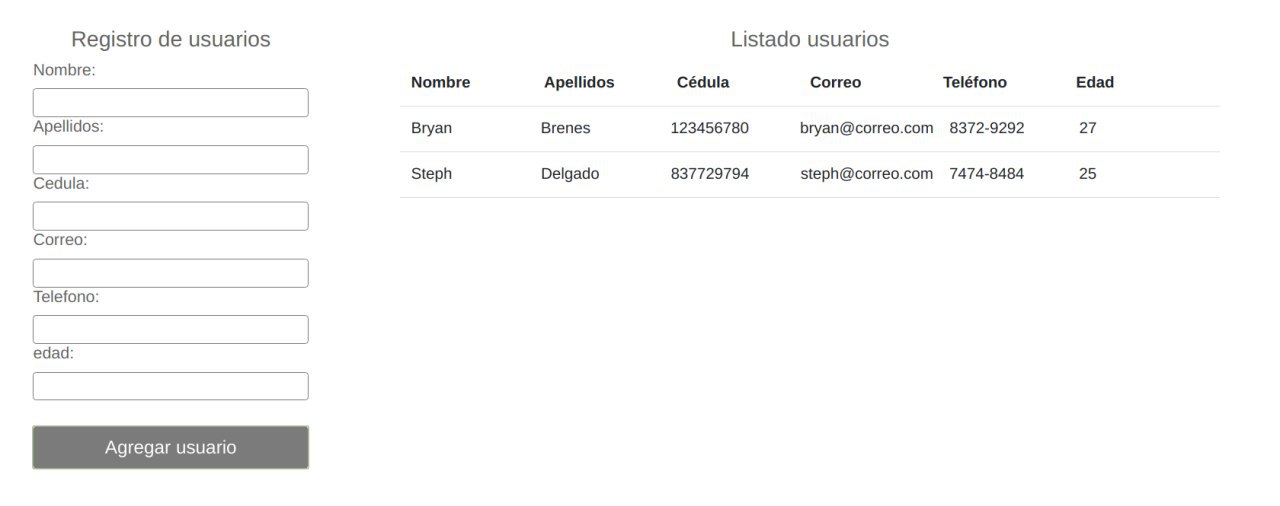 Registro de usuarios
Nombre:
Apellidos:
Cedula:
Correo:
Telefono:
edad:
Agregar usuario
Listado usuarios
Nombre Apellidos Cédula Correo Teléfono Edad
Bryan Brenes 123456780 bryan@correo.com 8372-9292 27
Steph Delgado 837729794 steph@correo.com 7474-8484 25